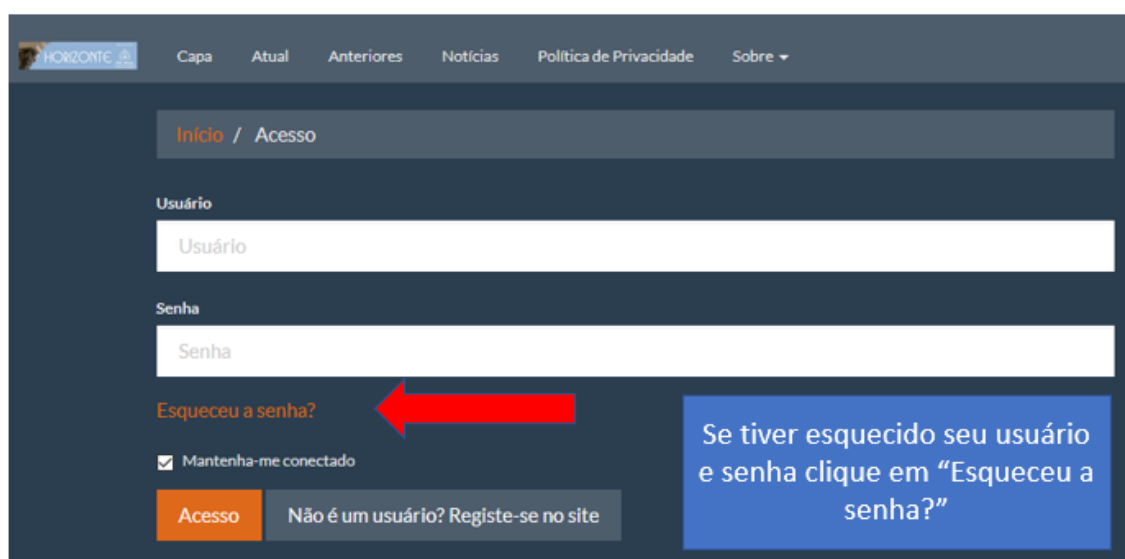 HORIZONTE
Capa Atual Anteriores Notícias Política de Privacidade Sobre
Início / Acesso
Usuário
Usuário
Senha
Senha
Esqueceu a senha?
Mantenha-me conectado
Acesso Não é um usuário? Registe-se no site
Se tiver esquecido seu usuário
e senha clique em “Esqueceu a
senha?”